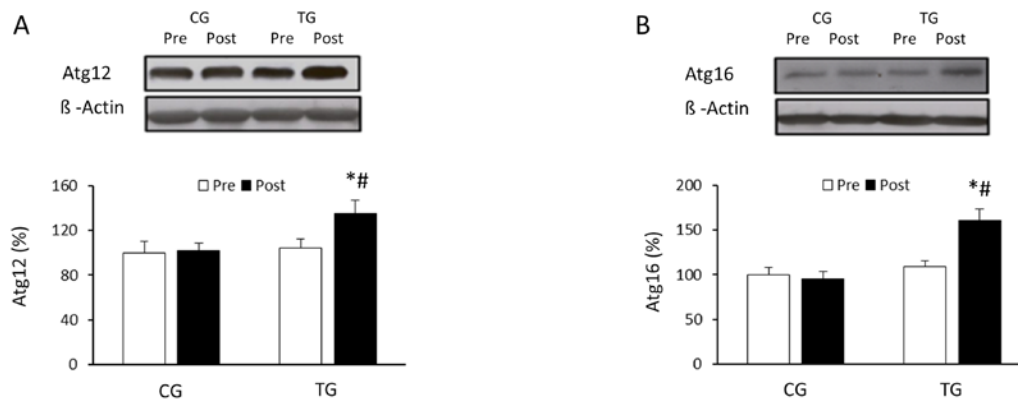 A
CG TG
Pre Post Pre Post
Atg12
ß -Actin
Pre Post
*#
Atg12 (%)
160
120
80
40
0
CG TG
B
CG TG
Pre Post Pre Post
Atg16
ß -Actin
Pre Post
*#
Atg16 (%)
200
150
100
50
0
CG TG